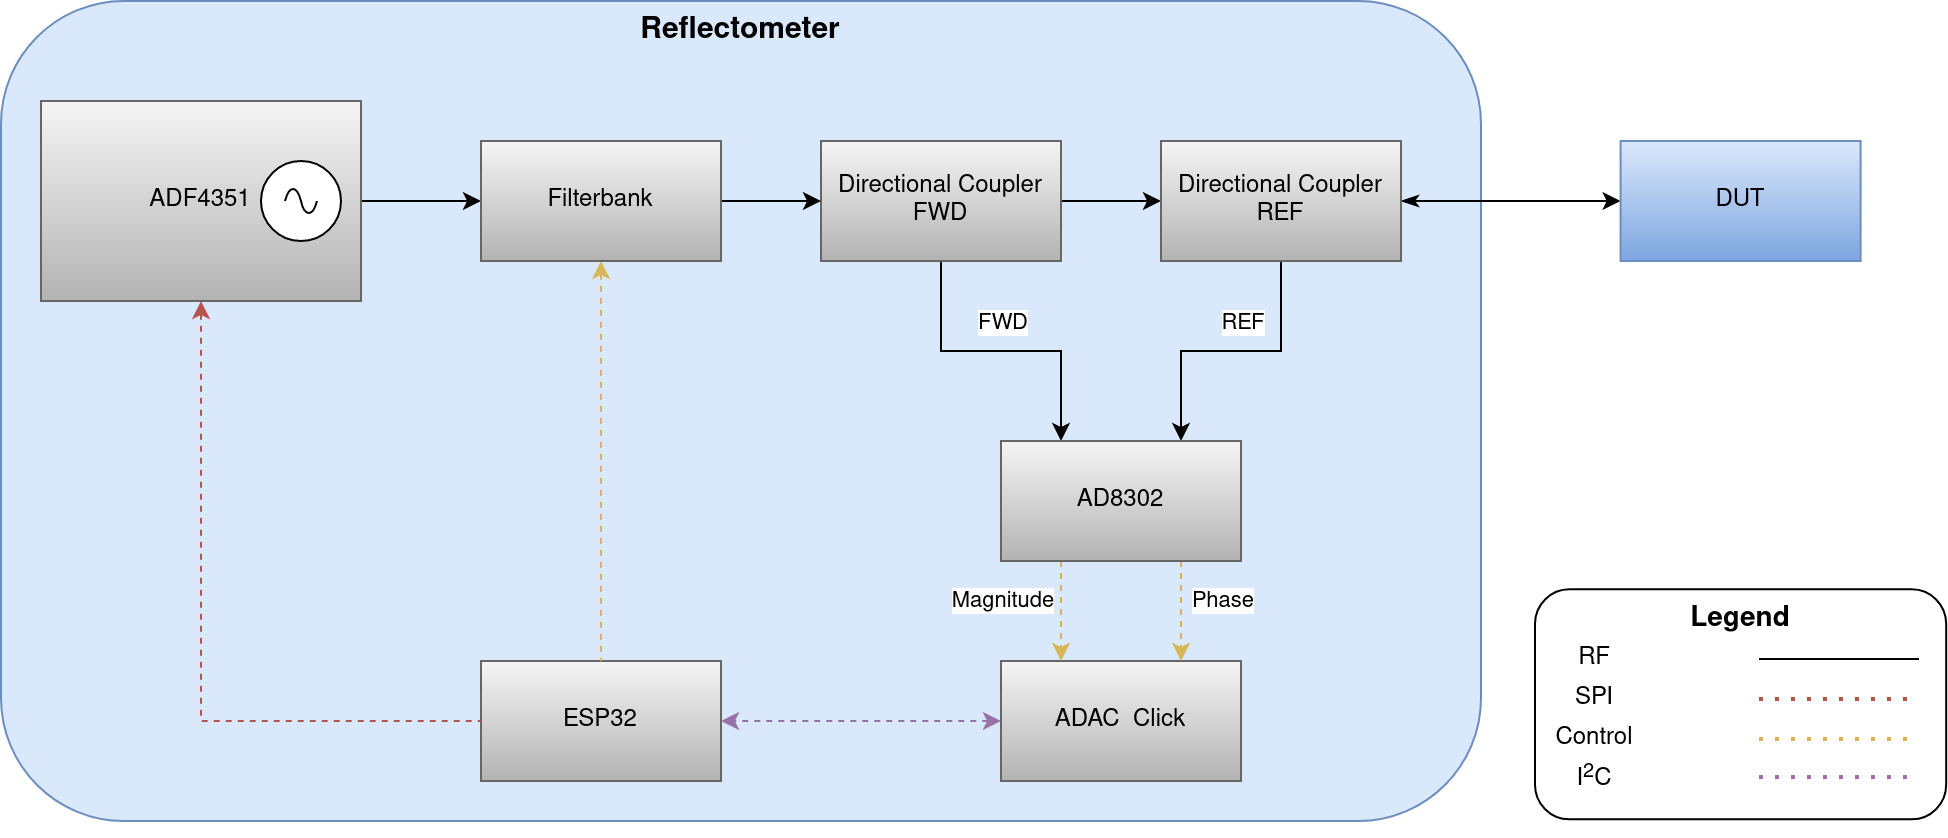 Reflectometer
ADF4351
Filterbank
Directional Coupler
FWD
Directional Coupler
REF
DUT
FWD
REF
AD8302
Magnitude
Phase
ESP32
ADAC  Click
Legend
RF
SPI
Control
I²C